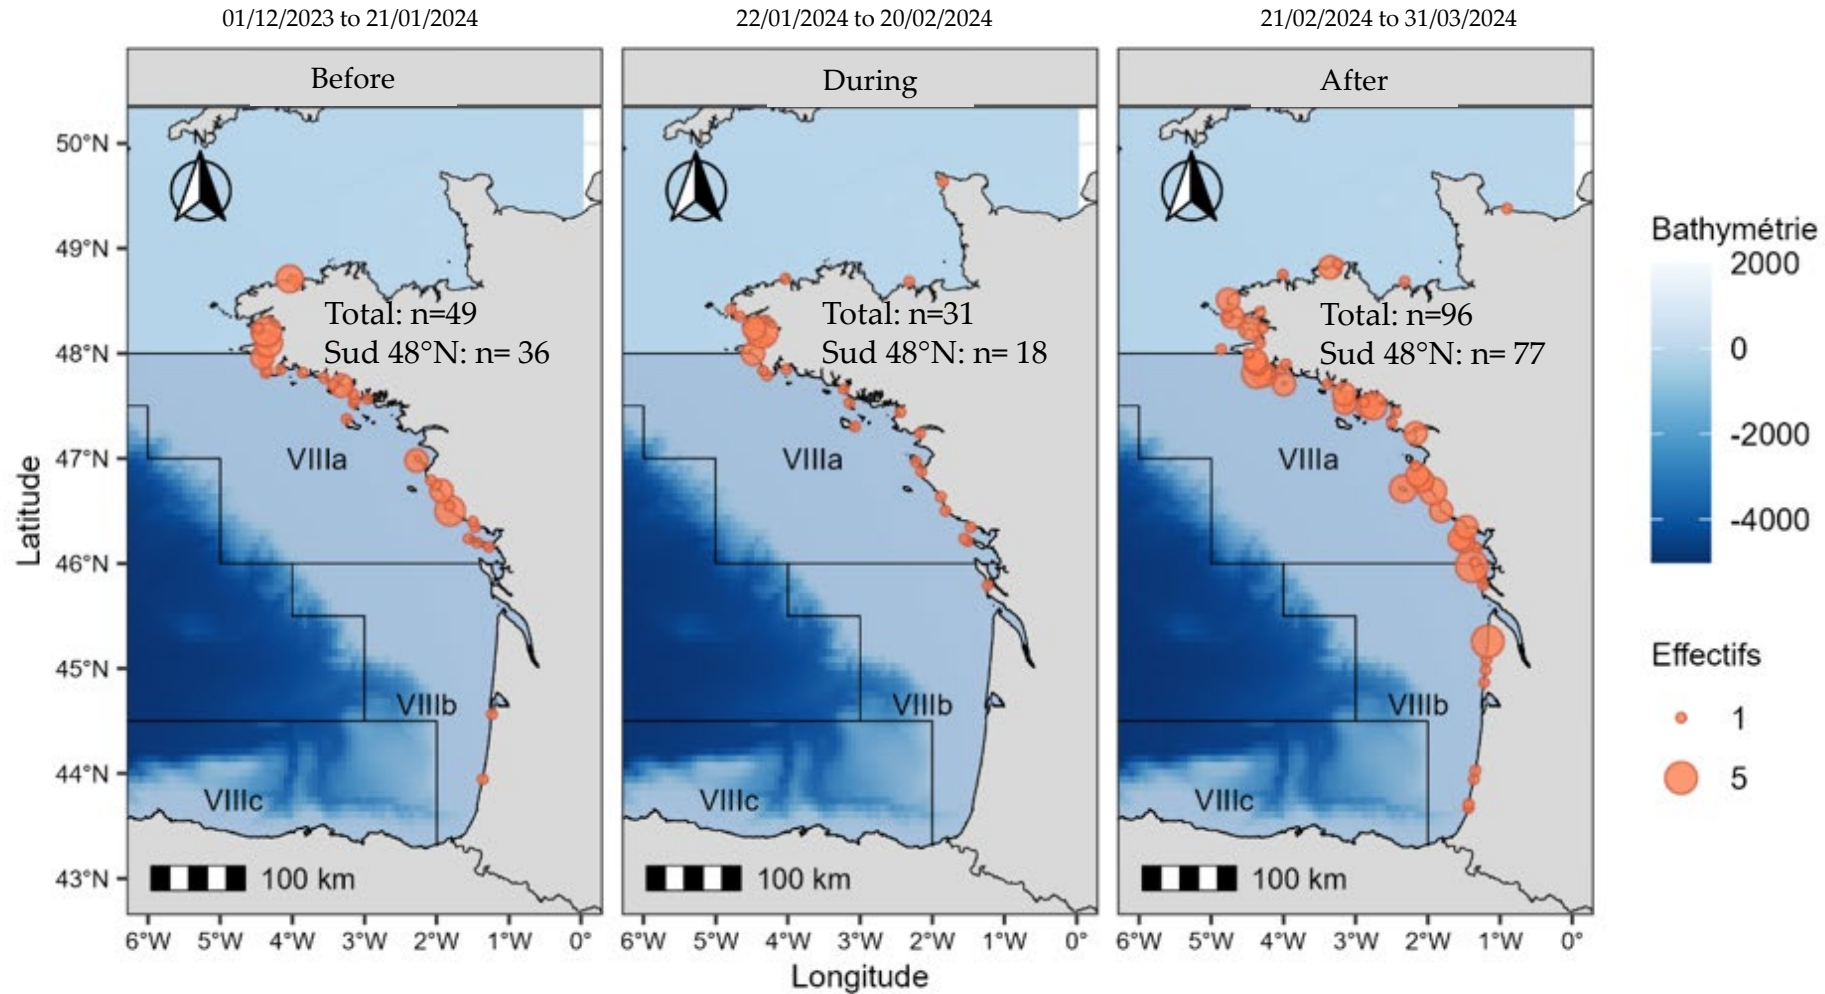 01/12/2023 to 21/01/2024
22/01/2024 to 20/02/2024
21/02/2024 to 31/03/2024
Before
During
After
N
N
N
50°N
49°N
48°N
47°N
46°N
45°N
44°N
43°N
Latitude
Total: n=49
Sud 48°N: n= 36
Total: n=31
Sud 48°N: n= 18
Total: n=96
Sud 48°N: n= 77
VIIIa
VIIIa
VIIIa
VIIIb
VIIIb
VIIIb
VIIIc
VIIIc
VIIIc
100 km
100 km
100 km
6°W 5°W 4°W 3°W 2°W 1°W 0°
6°W 5°W 4°W 3°W 2°W 1°W 0°
6°W 5°W 4°W 3°W 2°W 1°W 0°
Longitude
Bathymétrie
2000
0
-2000
-4000
Effectifs
1
5